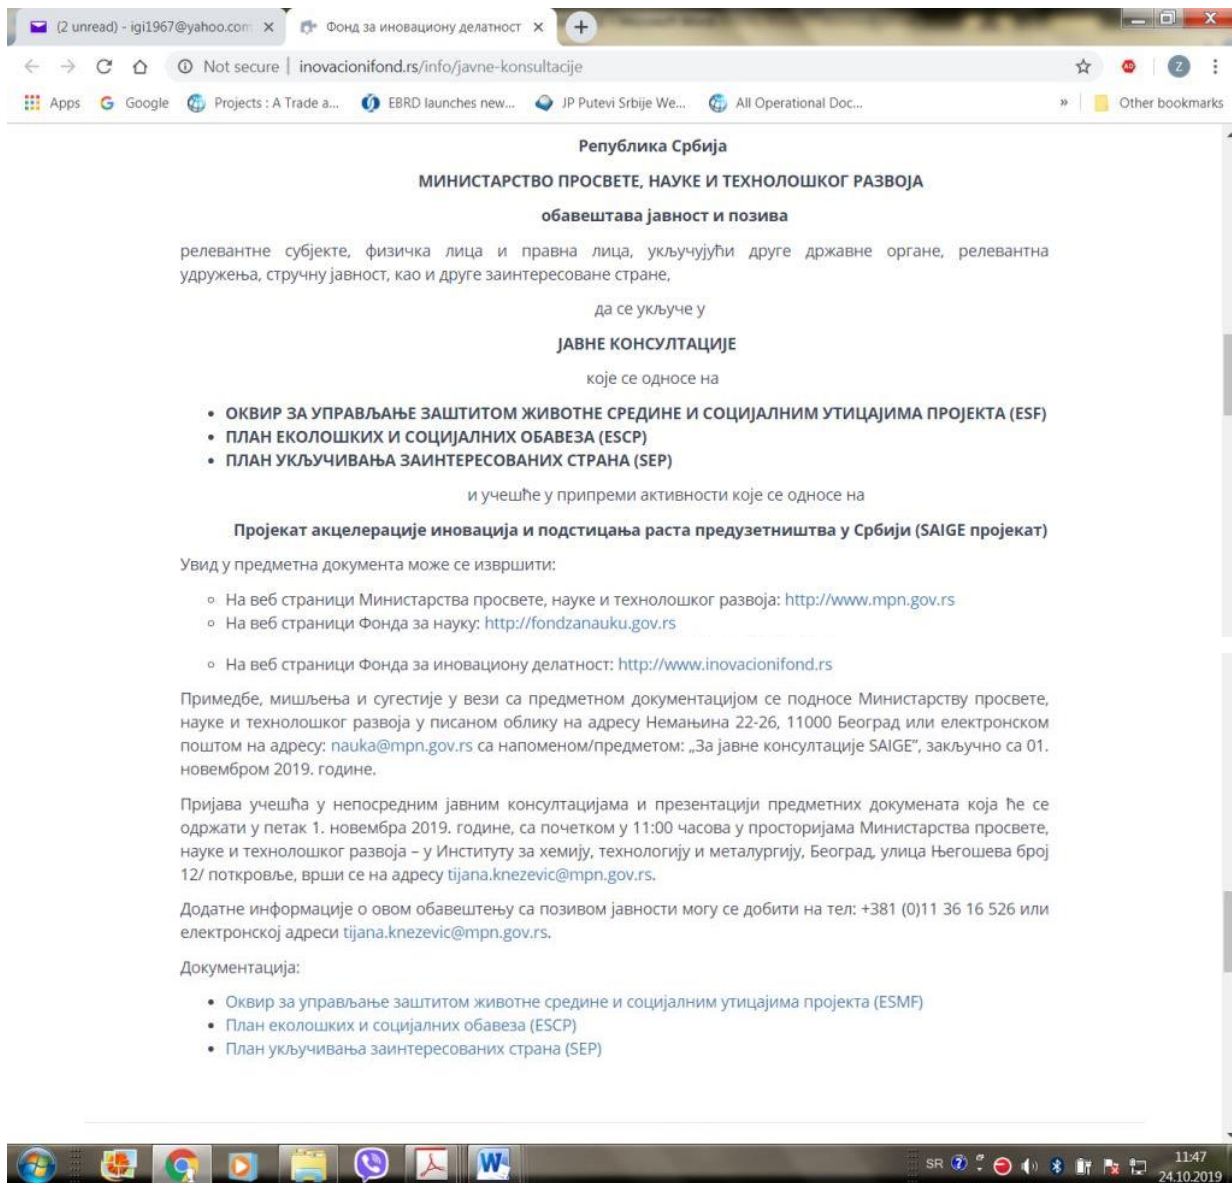 (2 unread) - igi1967@yahoo.com
Фонд за иновациону делатност
Not secure | inovacionifond.rs/info/javne-konsultacije
Z
Apps Google Projects : A Trade a... EBRD launches new... JP Putevi Srbije We... All Operational Doc... » Other bookmarks
Република Србија
МИНИСТАРСТВО ПРОСВЕТЕ, НАУКЕ И ТЕХНОЛОШКОГ РАЗВОЈА
обавештава јавност и позива
релевантне субјекте, физичка лица и правна лица, укључујући друге државне органе, релевантна
удружења, стручну јавност, као и друге заинтересоване стране,
да се укључе у
ЈАВНЕ КОНСУЛТАЦИЈЕ
које се односе на
• ОКВИР ЗА УПРАВЉАЊЕ ЗАШТИТОМ ЖИВОТНЕ СРЕДИНЕ И СОЦИЈАЛНИМ УТИЦАЈИМА ПРОЈЕКТА (ESF)
• ПЛАН ЕКОЛОШКИХ И СОЦИЈАЛНИХ ОБАВЕЗА (ESCP)
• ПЛАН УКЉУЧИВАЊА ЗАИНТЕРЕСОВАНИХ СТРАНА (SEP)
и учешће у припреми активности које се односе на
Пројекат акцелерације иновација и подстицања раста предузетништва у Србији (SAIGE пројекат)
Увид у предметна документа може се извршити:
На веб страници Министарства просвете, науке и технолошког развоја: http://www.mpn.gov.rs
На веб страници Фонда за науку: http://fondzanauku.gov.rs
На веб страници Фонда за иновациону делатност: http://www.inovacionifond.rs
Примедбе, мишљења и сугестије у вези са предметном документацијом се подносе Министарству просвете,
науке и технолошког развоја у писаном облику на адресу Немањина 22-26, 11000 Београд или електронском
поштом на адресу: nauka@mpn.gov.rs са напоменом/предметом: „За јавне консултације SAIGE”, закључно са 01.
новембром 2019. године.
Пријава учешћа у непосредним јавним консултацијама и презентацији предметних докумената која ће се
одржати у петак 1. новембра 2019. године, са почетком у 11:00 часова у просторијама Министарства просвете,
науке и технолошког развоја – у Институту за хемију, технологију и металургију, Београд, улица Његошева број
12/ поткровље, врши се на адресу tijana.knezevic@mpn.gov.rs.
Додатне информације о овом обавештењу са позивом јавности могу се добити на тел: +381 (0)11 36 16 526 или
електронској адреси tijana.knezevic@mpn.gov.rs.
Документација:
• Оквир за управљање заштитом животне средине и социјалним утицајима пројекта (ESMF)
• План еколошких и социјалних обавеза (ESCP)
• План укључивања заинтересованих страна (SEP)
SR 11:47
24.10.2019